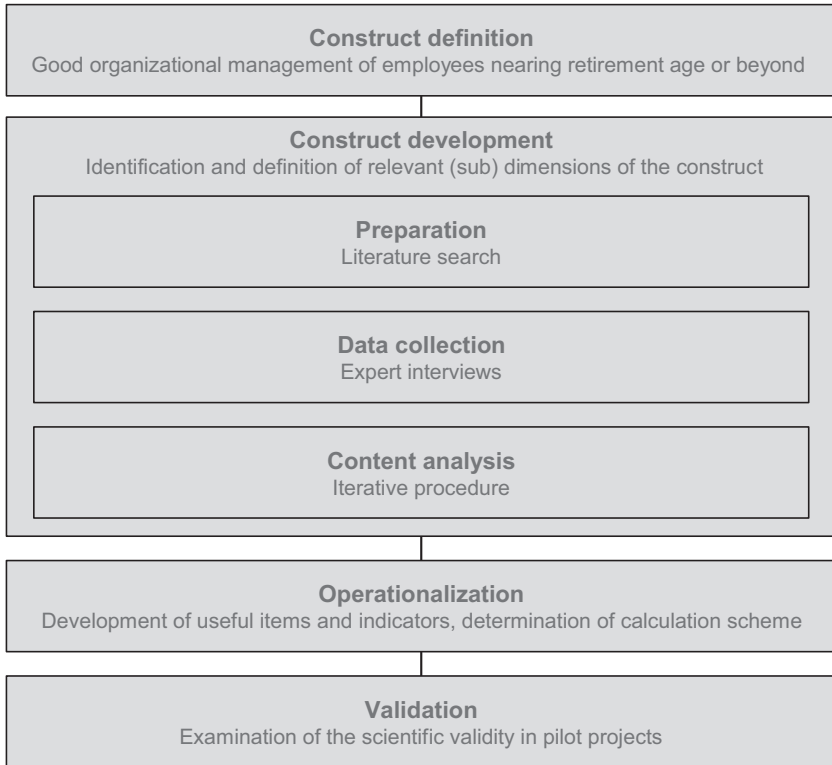 Construct definition
Good organizational management of employees nearing retirement age or beyond
Construct development
Identification and definition of relevant (sub) dimensions of the construct
Preparation
Literature search
Data collection
Expert interviews
Content analysis
Iterative procedure
Operationalization
Development of useful items and indicators, determination of calculation scheme
Validation
Examination of the scientific validity in pilot projects